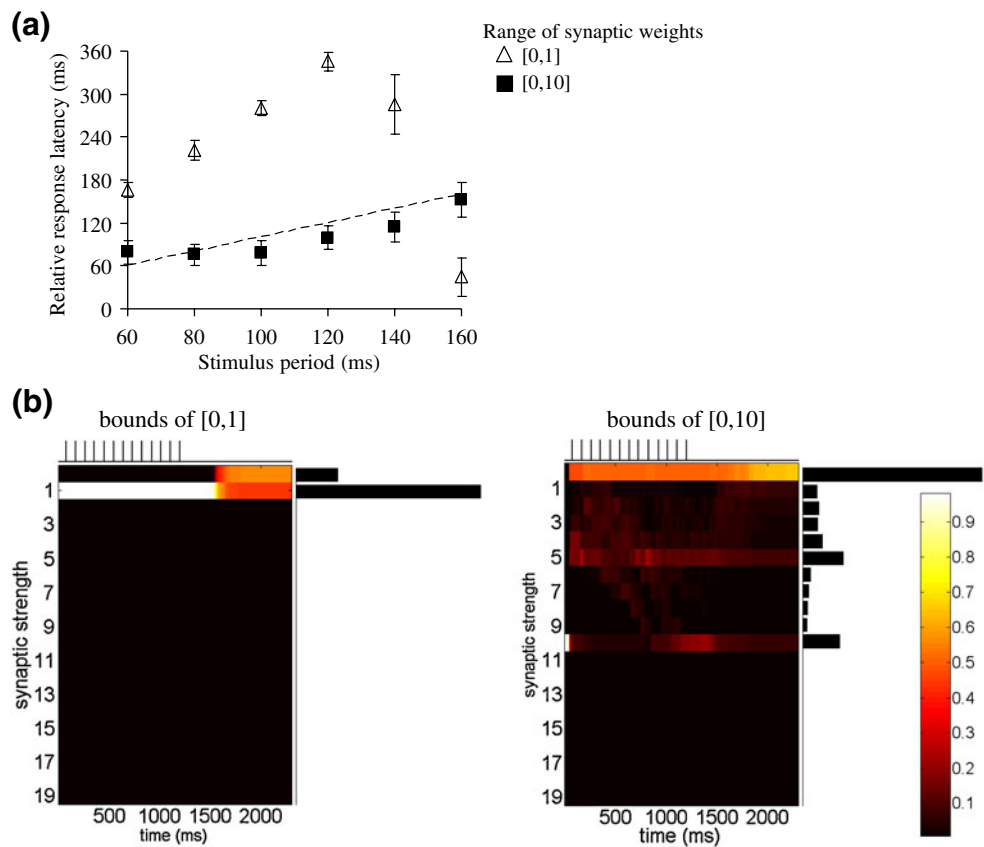 (a)
Range of synaptic weights
[0,1]
[0,10]
Relative response latency (ms)
360
300
240
180
120
60
0
60 80 100 120 140 160
Stimulus period (ms)
(b)
bounds of [0,1]
synaptic strength
1
3
5
7
9
11
13
15
17
19
500 1000 1500 2000
time (ms)
bounds of [0,10]
synaptic strength
1
3
5
7
9
11
13
15
17
19
500 1000 1500 2000
time (ms)
0.9
0.8
0.7
0.6
0.5
0.4
0.3
0.2
0.1